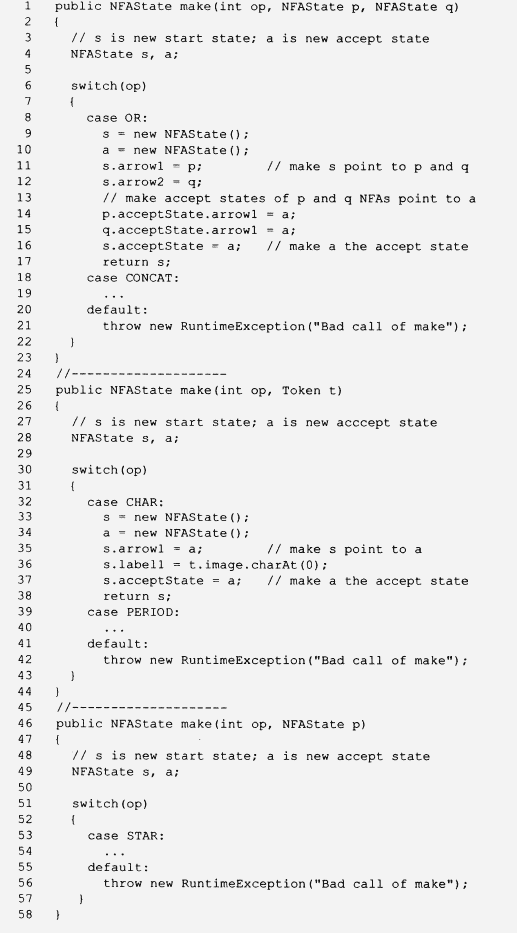 1 public NFAState make(int op, NFAState p, NFAState q)
2 {
3 // s is new start state; a is new accept state
4 NFAState s, a;
5
6 switch(op)
7 {
8 case OR:
9 s = new NFAState();
10 a = new NFAState();
11 s.arrow1 = p; // make s point to p and q
12 s.arrow2 = q;
13 // make accept states of p and q NFAs point to a
14 p.acceptState.arrow1 = a;
15 q.acceptState.arrow1 = a;
16 s.acceptState = a; // make a the accept state
17 return s;
18 case CONCAT:
19 ...
20 default:
21 throw new RuntimeException("Bad call of make");
22 }
23 }
24 //--------------------
25 public NFAState make(int op, Token t)
26 {
27 // s is new start state; a is new acccept state
28 NFAState s, a;
29
30 switch(op)
31 {
32 case CHAR:
33 s = new NFAState();
34 a = new NFAState();
35 s.arrow1 = a; // make s point to a
36 s.label1 = t.image.charAt(0);
37 s.acceptState = a; // make a the accept state
38 return s;
39 case PERIOD:
40 ...
41 default:
42 throw new RuntimeException("Bad call of make");
43 }
44 }
45 //--------------------
46 public NFAState make(int op, NFAState p)
47 {
48 // s is new start state; a is new accept state
49 NFAState s, a;
50
51 switch(op)
52 {
53 case STAR:
54 ...
55 default:
56 throw new RuntimeException("Bad call of make");
57 }
58 }